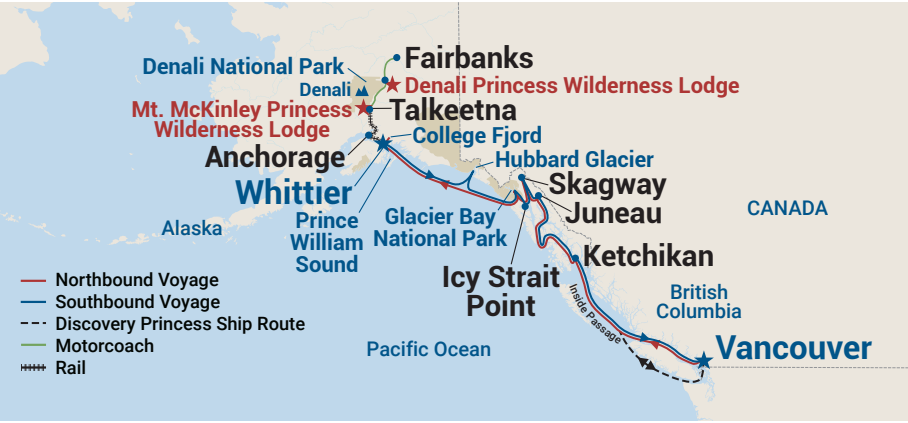 Fairbanks
CANADA
Denali National Park
Denali
Denali Princess Wilderness Lodge
Mt. McKinley Princess
Wilderness Lodge
Talkeetna
College Fjord
Anchorage
Hubbard Glacier
Whittier
Skagway
Juneau
Prince
William
Sound
Glacier Bay
National Park
Alaska
CANADA
Ketchikan
Icy Strait
Point
Northbound Voyage
Southbound Voyage
Discovery Princess Ship Route
Motorcoach
Rail
Inside Passage
British
Columbia
Pacific Ocean
Vancouver